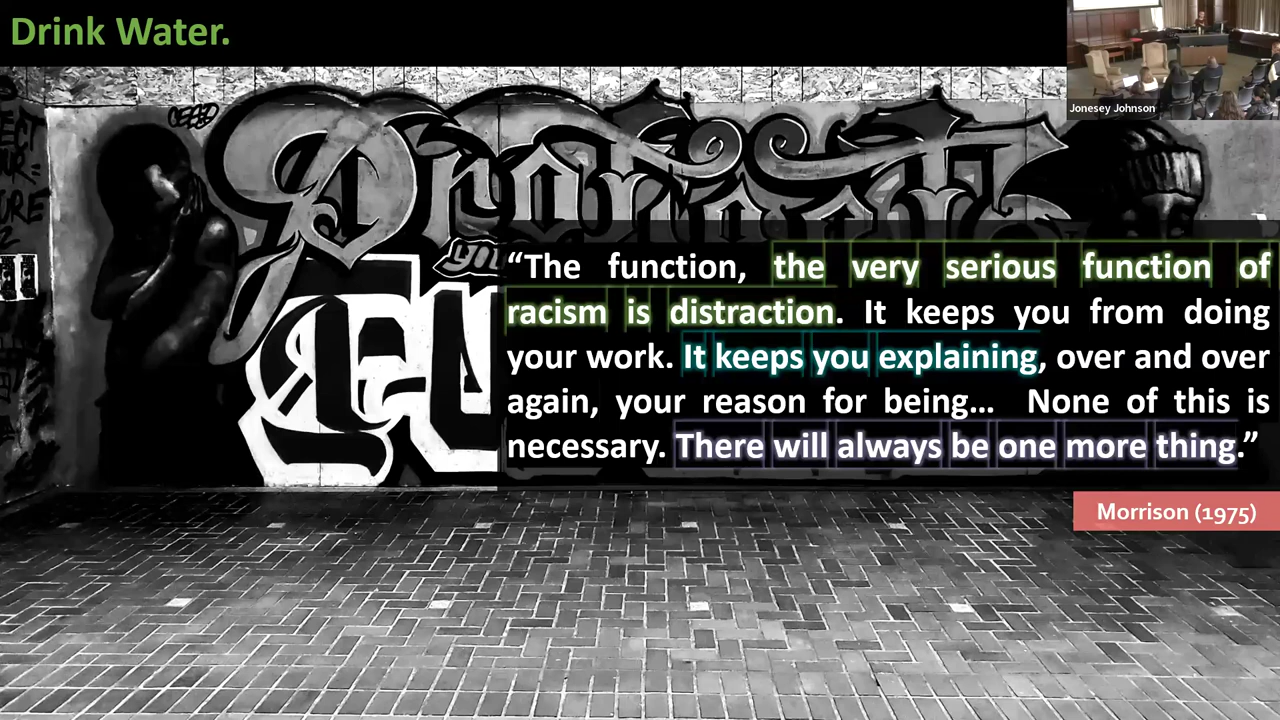 Drink Water.
Jonesey Johnson
Protect
you
“The function, the very serious function of
racism is distraction. It keeps you from doing
your work. It keeps you explaining, over and over
again, your reason for being… None of this is
necessary. There will always be one more thing.”
Morrison (1975)